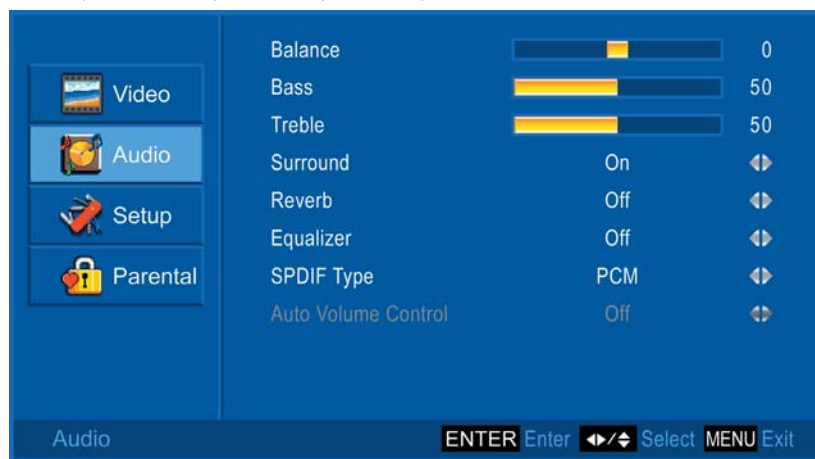 Video
Audio
Setup
Parental
Balance 0
Bass 50
Treble 50
Surround On
Reverb Off
Equalizer Off
SPDIF Type PCM
Auto Volume Control Off
Audio ENTER Enter / Select MENU Exit